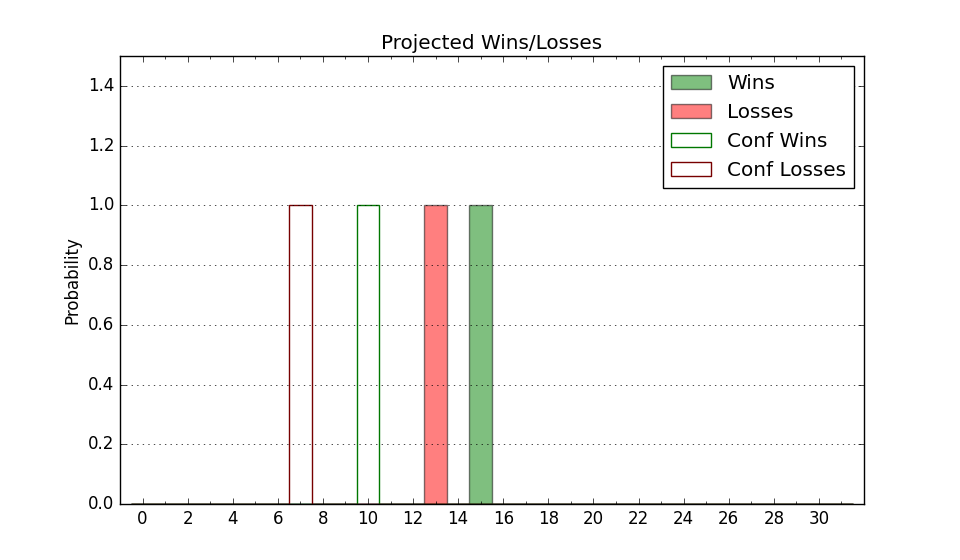 Projected Wins/Losses
Wins
Losses
Conf Wins
Conf Losses
Probability
1.4
1.2
1.0
0.8
0.6
0.4
0.2
0.0
0 2 4 6 8 10 12 14 16 18 20 22 24 26 28 30